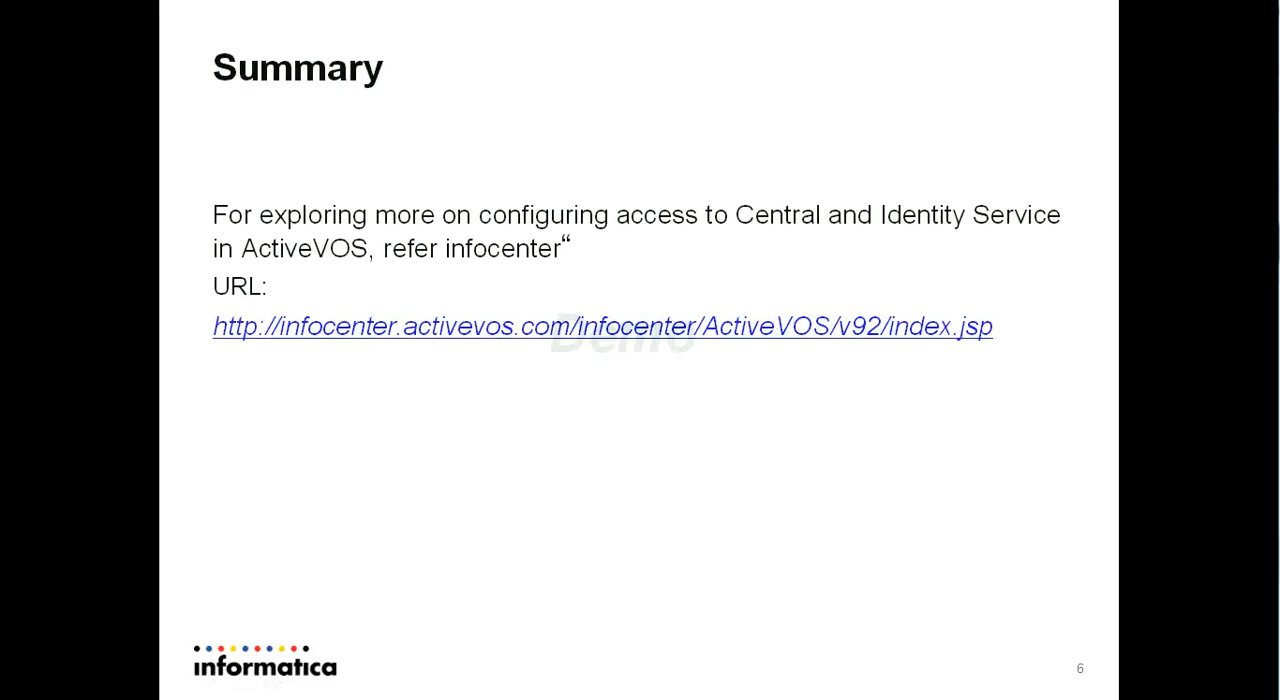 Summary
For exploring more on configuring access to Central and Identity Service
in ActiveVOS, refer infocenter“
URL:
http://infocenter.activevos.com/infocenter/ActiveVOS/v92/index.jsp
Demo
informatica
6